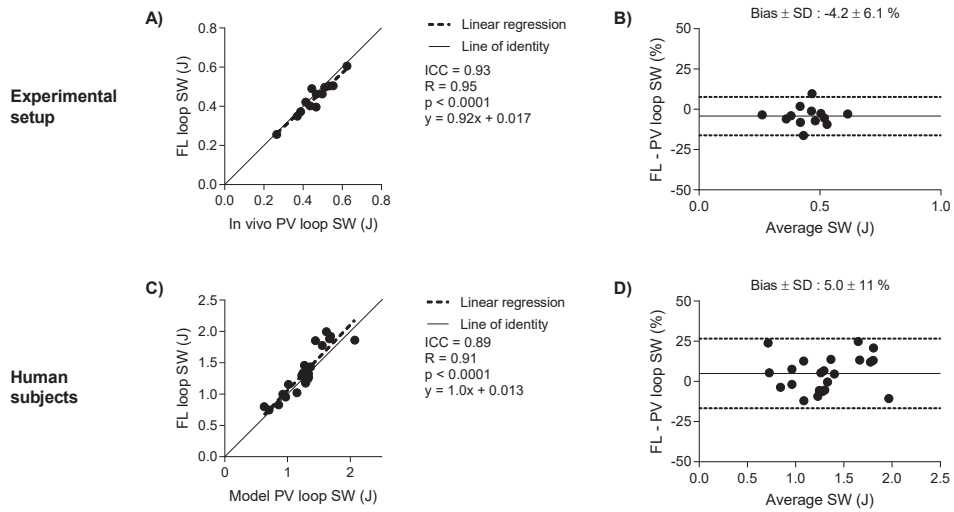 A)
Linear regression
Line of identity
ICC = 0.93
R = 0.95
p < 0.0001
y = 0.92x + 0.017
0.8
0.6
0.4
0.2
0.0
FL loop SW (J)
0.0 0.2 0.4 0.6 0.8
In vivo PV loop SW (J)
B)
Bias ± SD : -4.2 ± 6.1 %
50
25
0
-25
-50
FL - PV loop SW (%)
0.0 0.5 1.0
Average SW (J)
Experimental
setup
C)
Linear regression
Line of identity
ICC = 0.89
R = 0.91
p < 0.0001
y = 1.0x + 0.013
2.5
2.0
1.5
1.0
0.5
0.0
FL loop SW (J)
0 1 2
Model PV loop SW (J)
D)
Bias ± SD : 5.0 ± 11 %
50
25
0
-25
-50
FL - PV loop SW (%)
0.0 0.5 1.0 1.5 2.0 2.5
Average SW (J)
Human
subjects